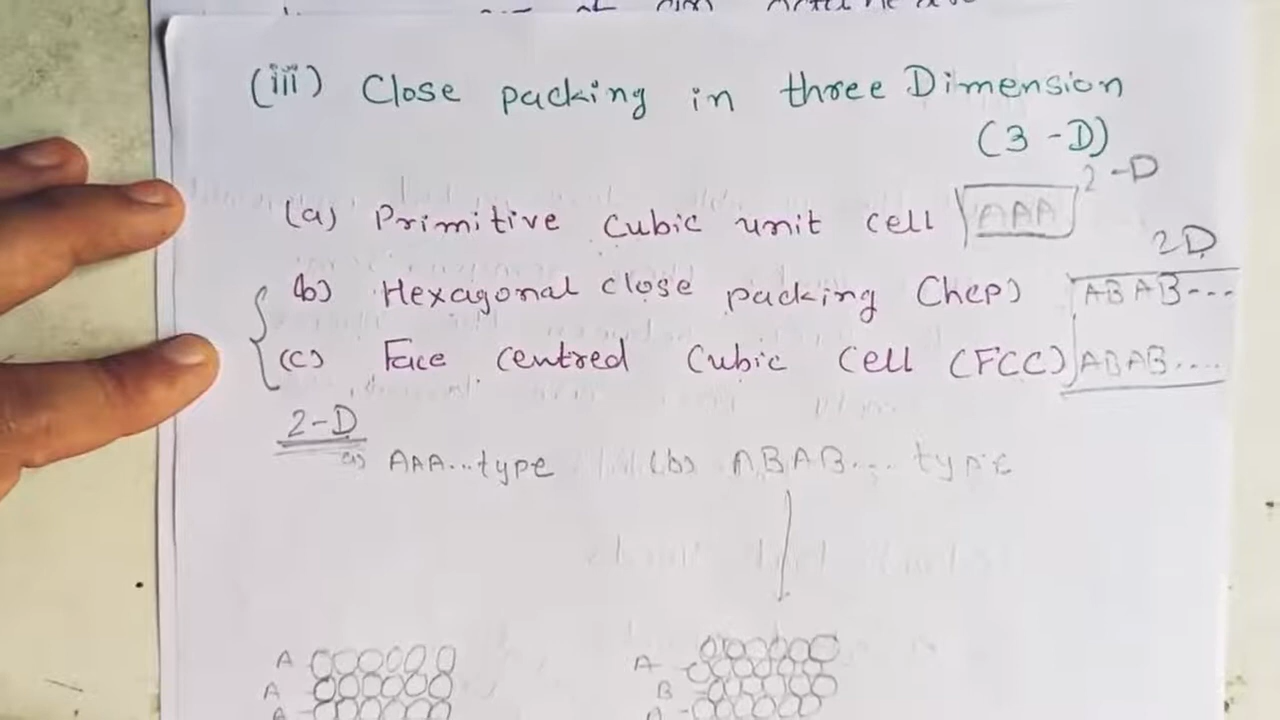 (iii) Close packing in three Dimension
(3-D)
(a) Primitive Cubic unit cell AAA 2-D
2D
(b) Hexagonal close packing (hcp) ABAB---
(c) Face centred Cubic Cell (FCC) ABAB....
2-D
(a) AAA...type (b) ABAB... type
A A
A B
A A